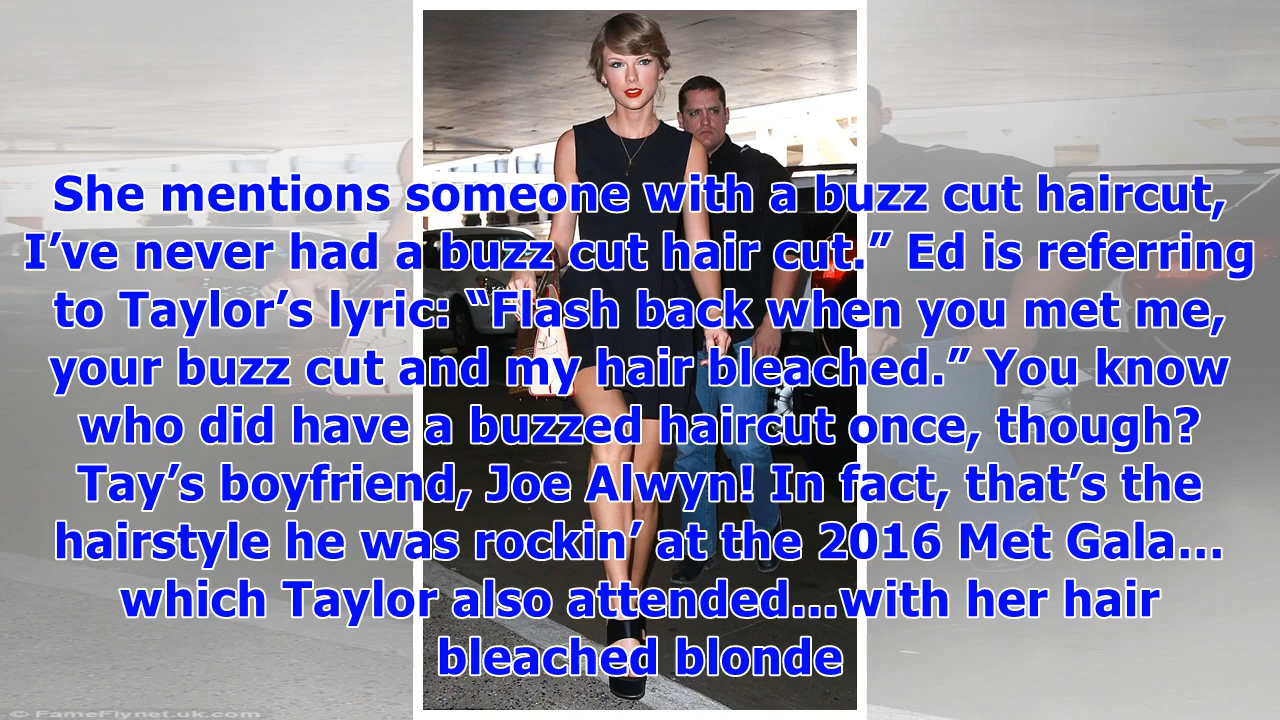 She mentions someone with a buzz cut haircut,
I’ve never had a buzz cut hair cut.” Ed is referring
to Taylor’s lyric: “Flash back when you met me,
your buzz cut and my hair bleached.” You know
who did have a buzzed haircut once, though?
Tay’s boyfriend, Joe Alwyn! In fact, that’s the
hairstyle he was rockin’ at the 2016 Met Gala...
which Taylor also attended...with her hair
bleached blonde
© FameFlynet.uk.com